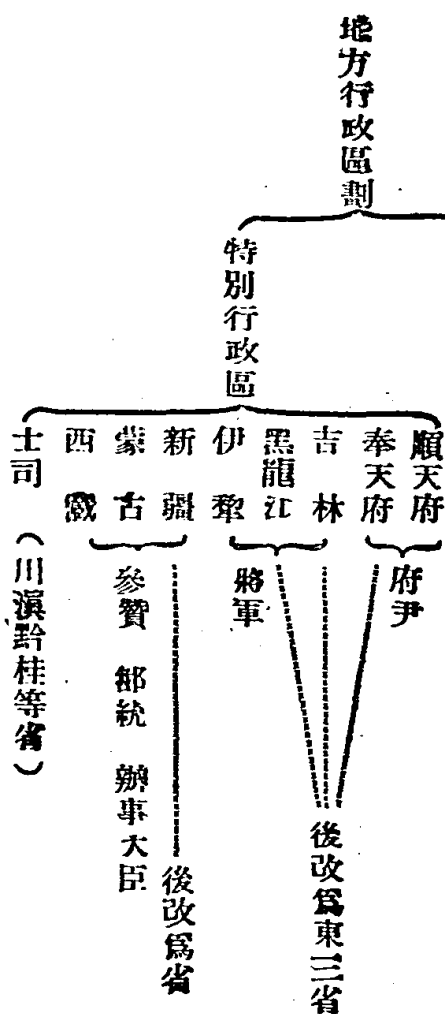 地方行政區劃
特別行政區
順天府
奉天府
府尹
吉林
黑龍江
伊犂
將軍
後改爲東三省
新疆
蒙古
西藏
參贊 都統 辦事大臣
後改爲省
土司（川滇黔桂等省）